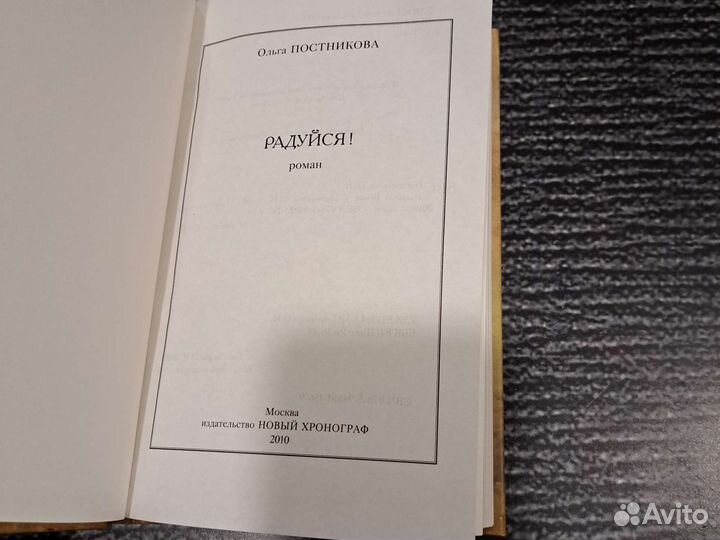 Ольга ПОСТНИКОВА
РАДУЙСЯ!
роман
Москва
издательство НОВЫЙ ХРОНОГРАФ
2010
Avito